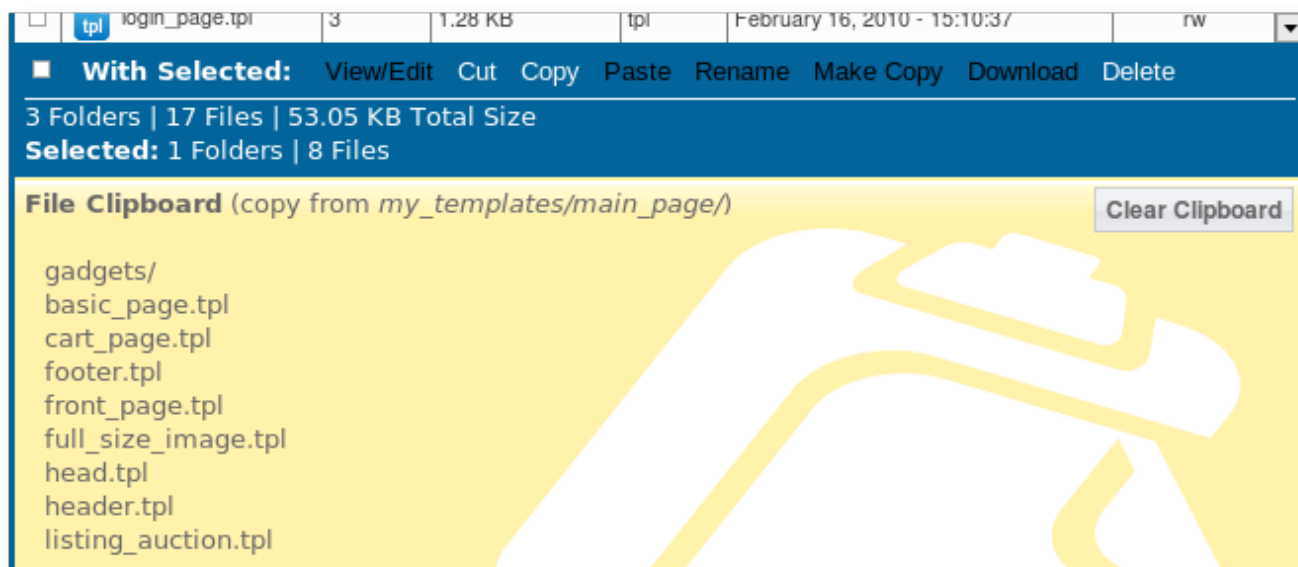 tpl login_page.tpl 3 1.28 KB tpl February 16, 2010 - 15:10:37 rw
With Selected: View/Edit Cut Copy Paste Rename Make Copy Download Delete
3 Folders | 17 Files | 53.05 KB Total Size
Selected: 1 Folders | 8 Files
File Clipboard (copy from my_templates/main_page/) Clear Clipboard
gadgets/
basic_page.tpl
cart_page.tpl
footer.tpl
front_page.tpl
full_size_image.tpl
head.tpl
header.tpl
listing_auction.tpl